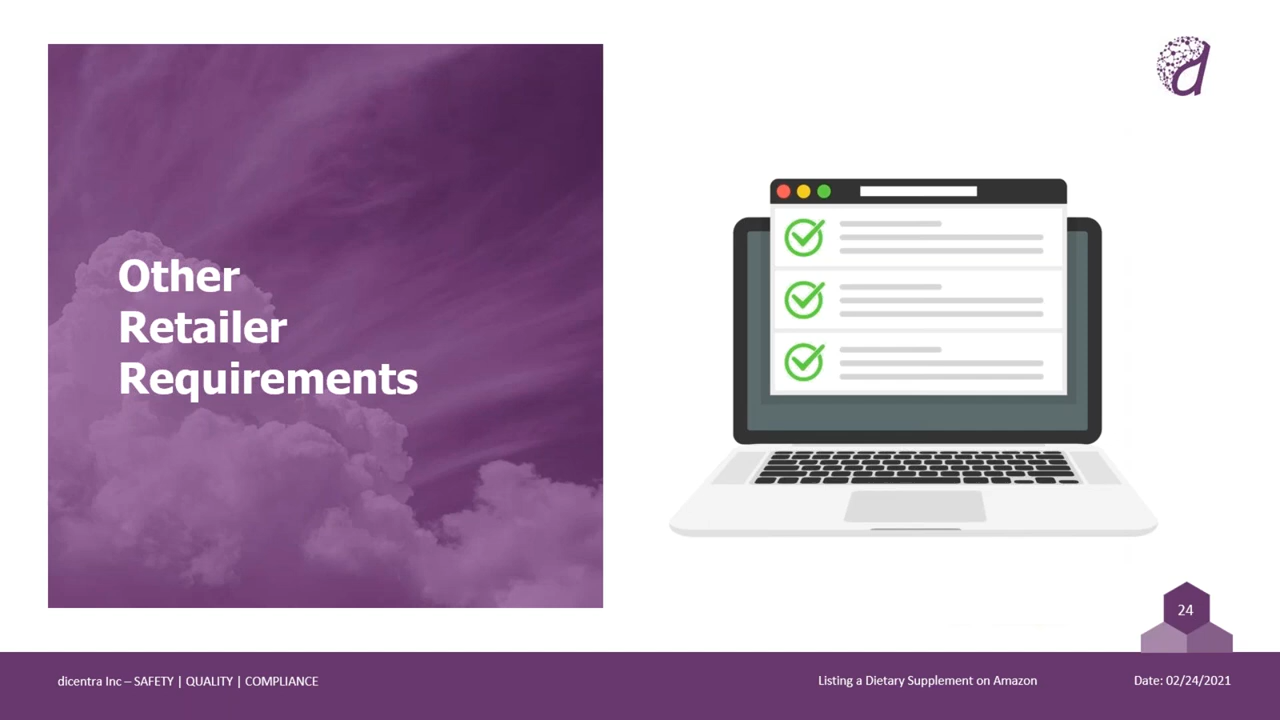 Other
Retailer
Requirements
24
dicentra Inc – SAFETY | QUALITY | COMPLIANCE
Listing a Dietary Supplement on Amazon
Date: 02/24/2021